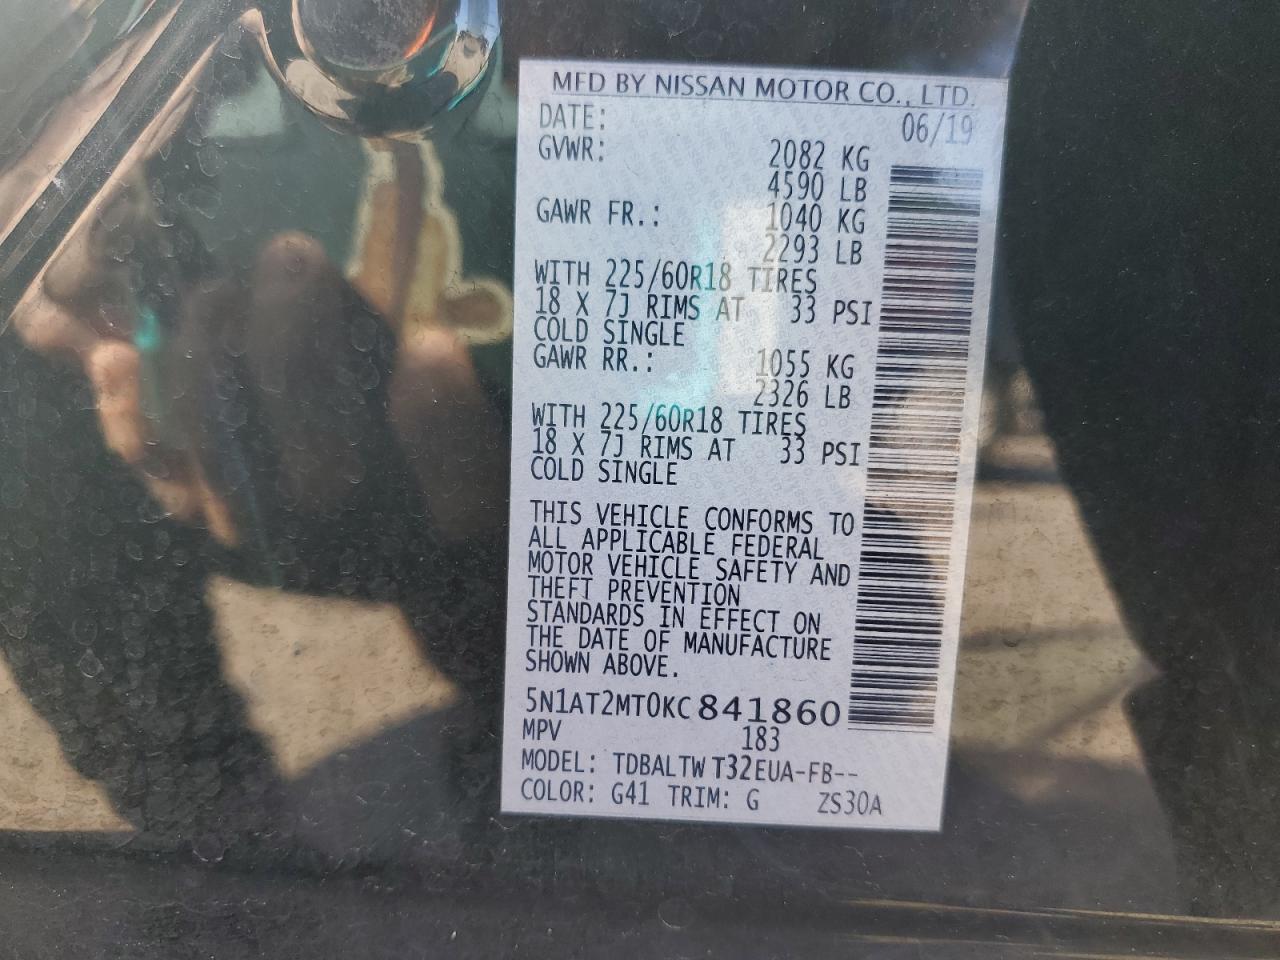 MFD BY NISSAN MOTOR CO., LTD.
DATE: 06/19
GVWR: 2082 KG
4590 LB
GAWR FR.: 1040 KG
2293 LB
WITH 225/60R18 TIRES
18 X 7J RIMS AT 33 PSI
COLD SINGLE
GAWR RR.: 1055 KG
2326 LB
WITH 225/60R18 TIRES
18 X 7J RIMS AT 33 PSI
COLD SINGLE
THIS VEHICLE CONFORMS TO
ALL APPLICABLE FEDERAL
MOTOR VEHICLE SAFETY AND
THEFT PREVENTION
STANDARDS IN EFFECT ON
THE DATE OF MANUFACTURE
SHOWN ABOVE.
5N1AT2MT0KC841860
MPV 183
MODEL: TDBALTW T32EUA-FB--
COLOR: G41 TRIM: G ZS30A